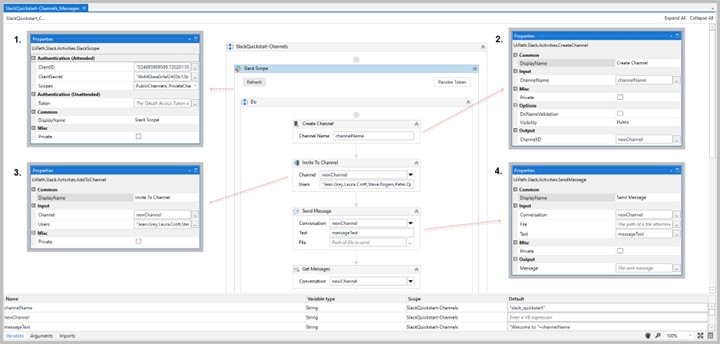 SlackQuickstart-Channels_Messages
SlackQuickstart_C...
Expand All Collapse All
1.
Properties
UiPath.Slack.Activities.SlackScope
Authentication (Attended)
ClientID
ClientSecret
Scopes
PublicChannels, PrivateCha
Authentication (Unattended)
Token
The OAuth Access Token o
Common
DisplayName
Slack Scope
Misc
Private
SlackQuickstart-Channels
Slack Scope
Refresh
Revoke Token
Do
Create Channel
Channel Name
channelName
Invite To Channel
Channel
newChannel
Users
"Jean.Grey,Laura.Croft,Steve.Rogers,Peter.Q
Send Message
Conversation
newChannel
Text
messageText
File
Path of file to send
Get Messages
Conversation
newChannel
2.
Properties
UiPath.Slack.Activities.CreateChannel
Common
DisplayName
Create Channel
Input
ChannelName
channelName
Misc
Private
Options
DoNameValidation
Visibility
Public
Output
ChannelID
newChannel
3.
Properties
UiPath.Slack.Activities.AddToChannel
Common
DisplayName
Invite To Channel
Input
Channel
newChannel
Users
"Jean.Grey,Laura.Croft,Ste
Misc
Private
4.
Properties
UiPath.Slack.Activities.SendMessage
Common
DisplayName
Send Message
Input
Conversation
newChannel
File
The path of a file attachm
Text
messageText
Misc
Private
Output
Message
The sent message.
Name Variable type Scope Default
channelName String SlackQuickstart-Channels "slack_quickstart"
newChannel String SlackQuickstart-Channels Enter a VB expression
messageText String SlackQuickstart-Channels "Welcome to "+channelName
Variables Arguments Imports
100%